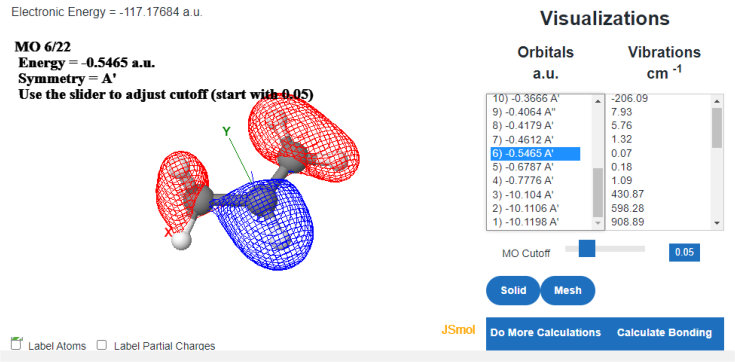 Electronic Energy = -117.17684 a.u.
MO 6/22
Energy = -0.5465 a.u.
Symmetry = A'
Use the slider to adjust cutoff (start with 0.05)
Y
X
JSmol
Label Atoms
Label Partial Charges
Visualizations
Orbitals
a.u.
Vibrations
cm -1
10) -0.3666 A'
9) -0.4064 A"
8) -0.4179 A'
7) -0.4612 A'
6) -0.5465 A'
5) -0.6787 A'
4) -0.7776 A'
3) -10.104 A'
2) -10.1106 A'
1) -10.1198 A'
-206.09
7.93
5.76
1.32
0.07
0.18
1.09
430.87
598.28
908.89
MO Cutoff
0.05
Solid
Mesh
Do More Calculations
Calculate Bonding